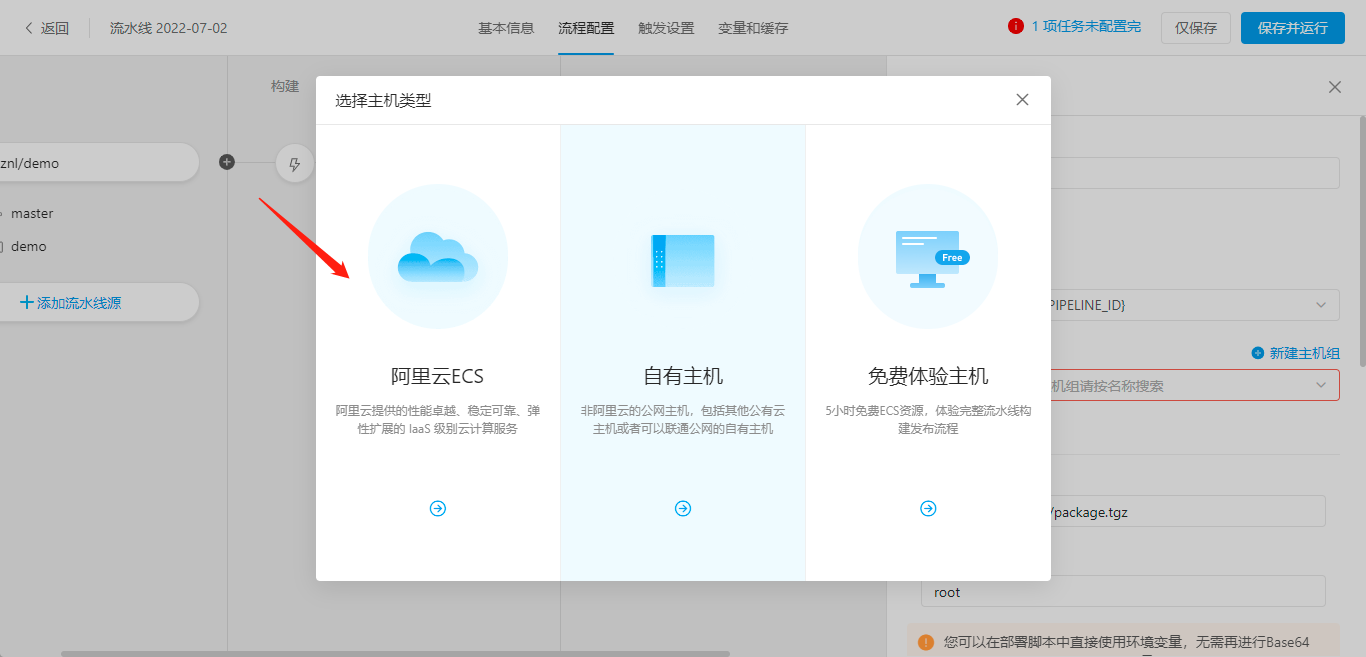 返回
流水线 2022-07-02
基本信息
流程配置
触发设置
变量和缓存
1 项任务未配置完
仅保存
保存并运行
构建
znl/demo
master
demo
添加流水线源
选择主机类型
阿里云ECS
阿里云提供的性能卓越、稳定可靠、弹
性扩展的 IaaS 级别云计算服务
自有主机
非阿里云的公网主机，包括其他公有云
主机或者可以联通公网的自有主机
Free
免费体验主机
5小时免费ECS资源，体验完整流水线构
建发布流程
PIPELINE_ID}
新建主机组
机组请按名称搜索
/package.tgz
root
您可以在部署脚本中直接使用环境变量，无需再进行Base64